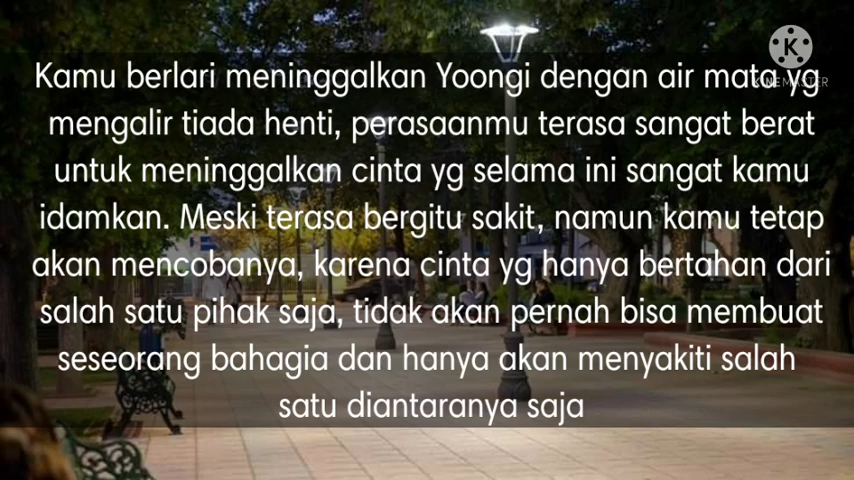 Kamu berlari meninggalkan Yoongi dengan air mata yg
mengalir tiada henti, perasaanmu terasa sangat berat
untuk meninggalkan cinta yg selama ini sangat kamu
idamkan. Meski terasa bergitu sakit, namun kamu tetap
akan mencobanya, karena cinta yg hanya bertahan dari
salah satu pihak saja, tidak akan pernah bisa membuat
seseorang bahagia dan hanya akan menyakiti salah
satu diantaranya saja
K
KINEMASTER